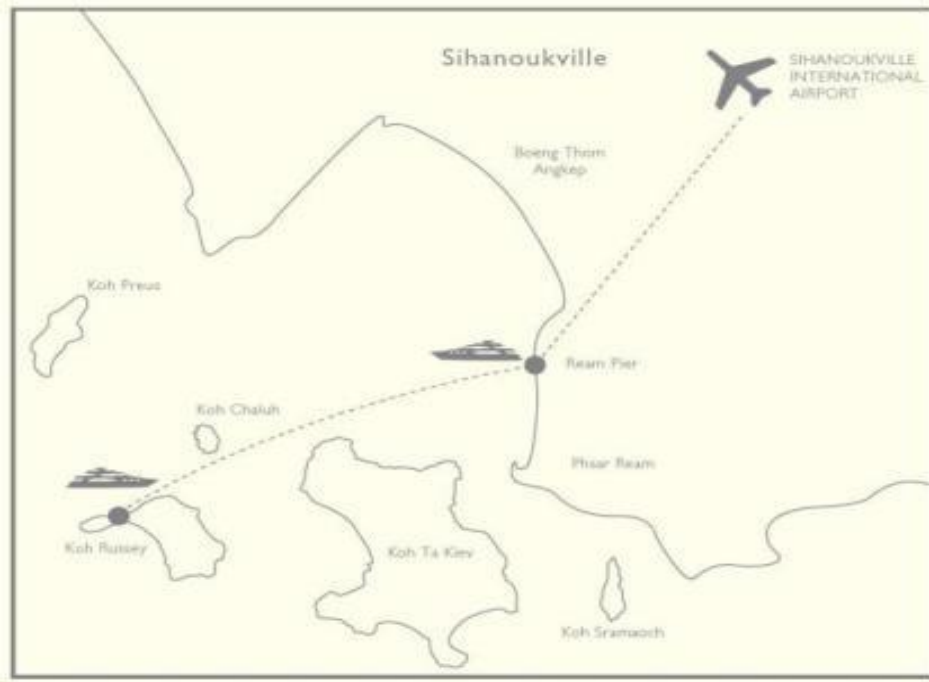 Sihanoukville
SIHANOUKVILLE
INTERNATIONAL
AIRPORT
Boeng Thom
Angkep
Koh Preus
Ream Pier
Koh Chaluh
Phsar Ream
Koh Russey
Koh Ta Kiev
Koh Sramaoch